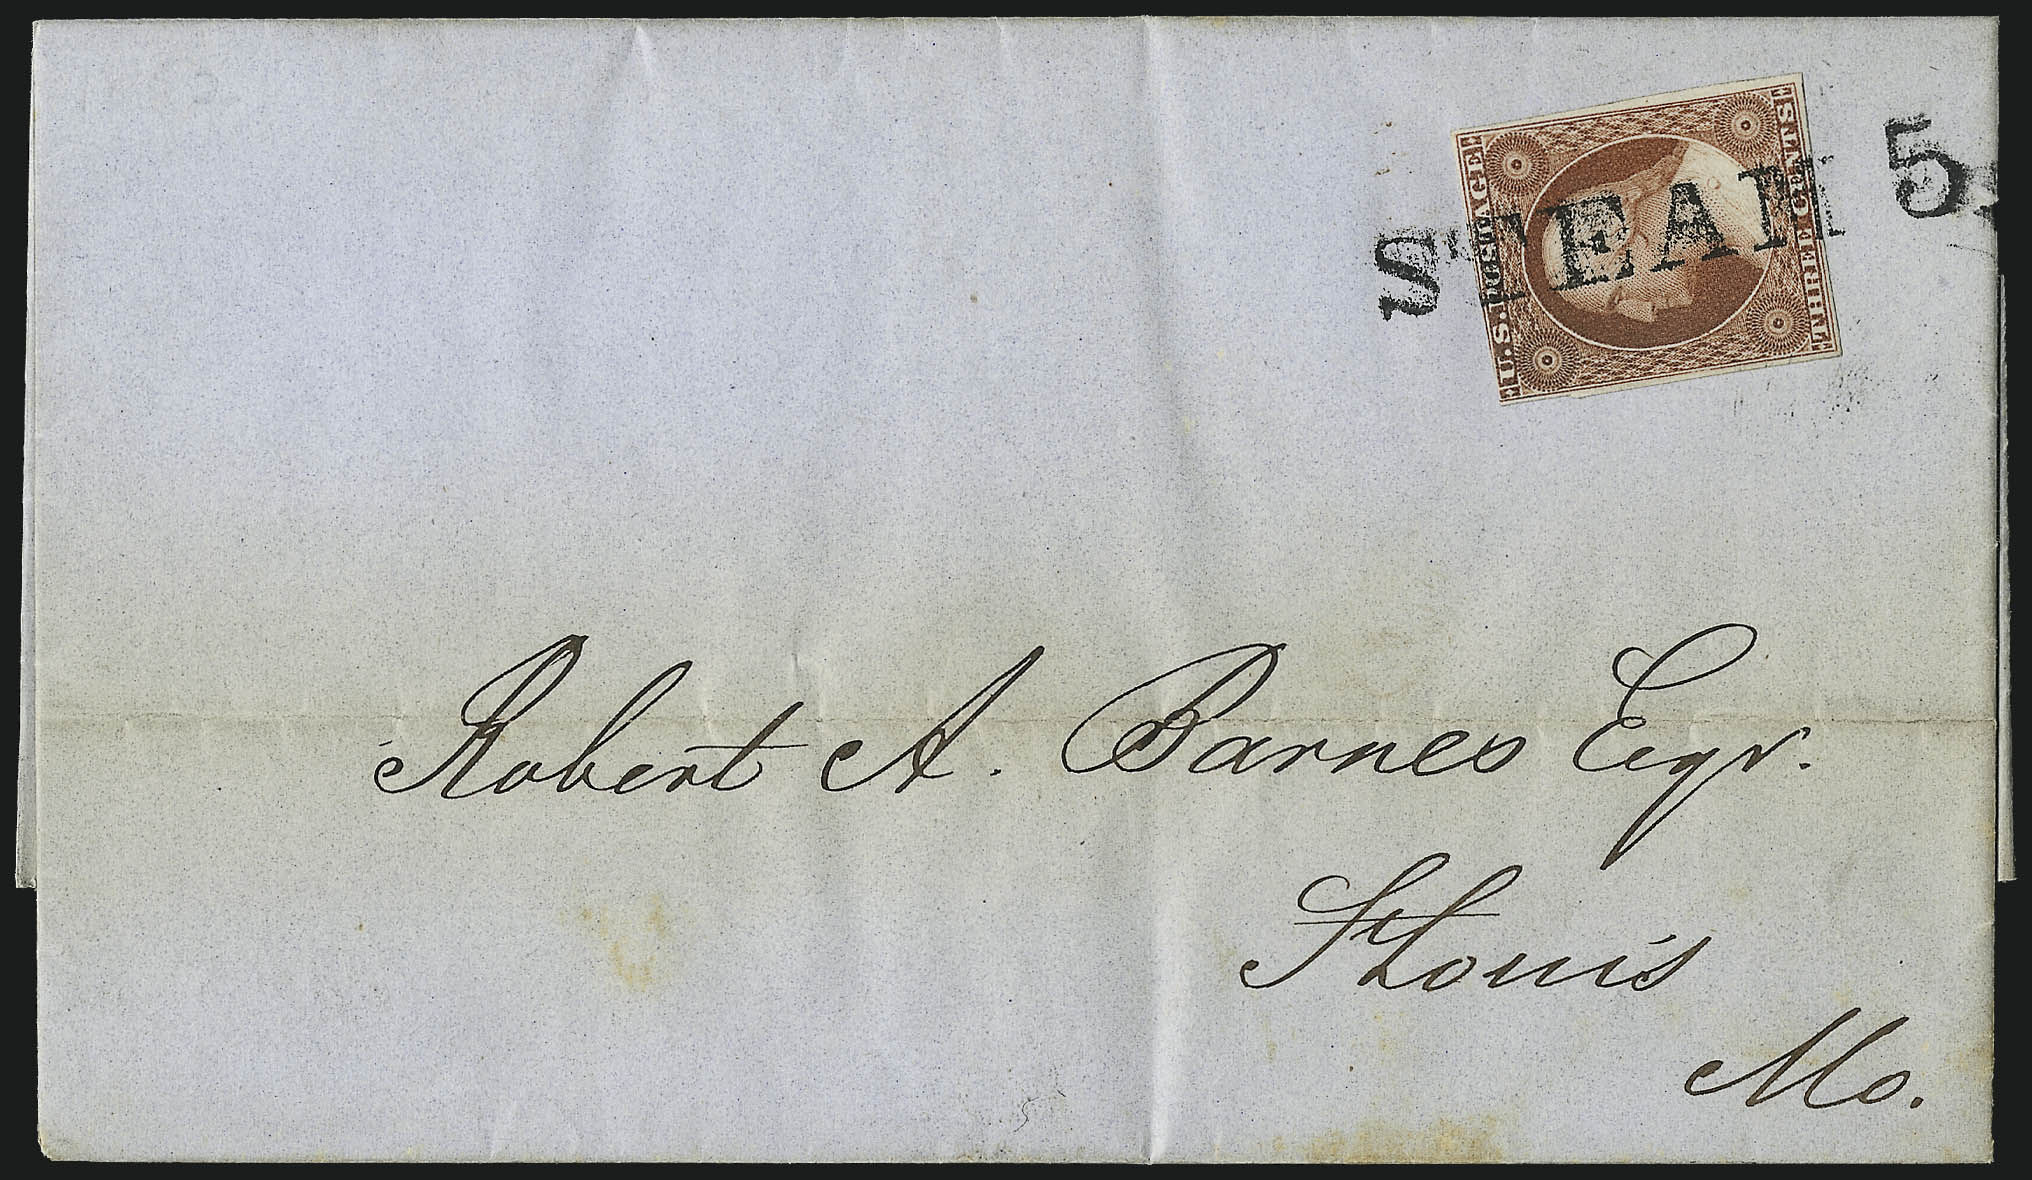 U.S. POSTAGE
THREE CENTS
STEAM 5
Robert A. Barnes Esqr.
St Louis
Mo.